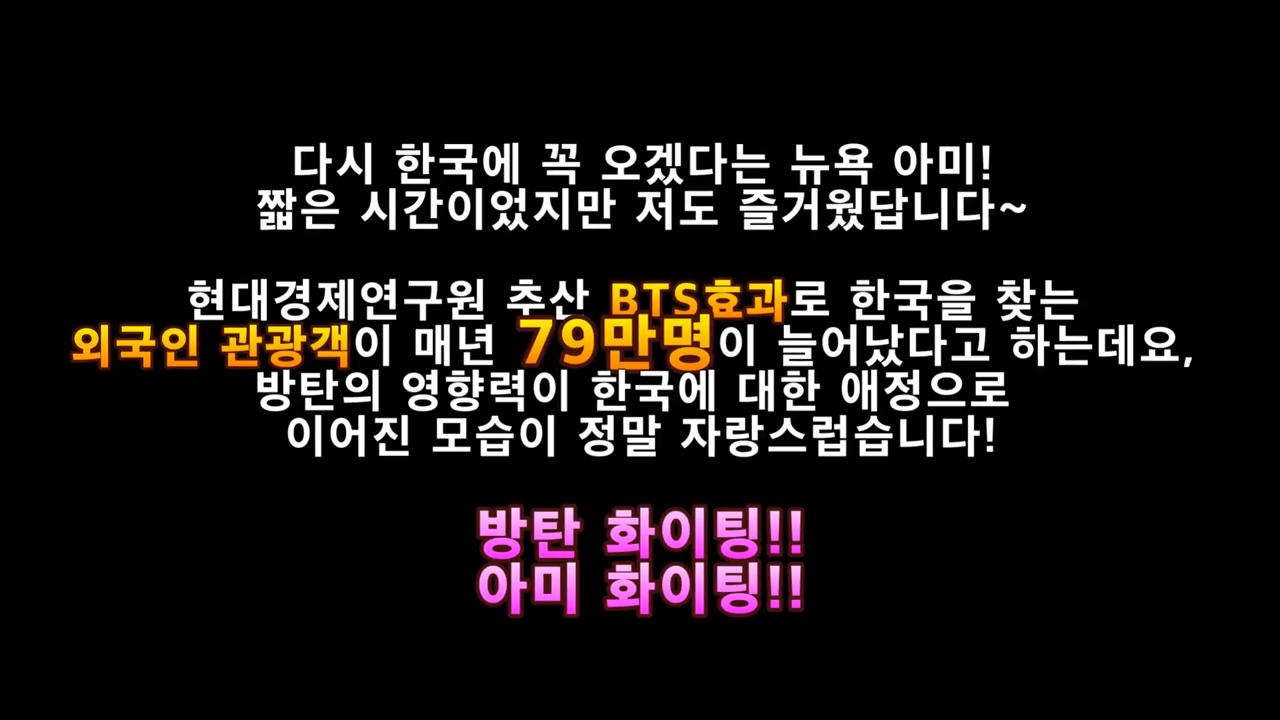 다시 한국에 꼭 오겠다는 뉴욕 아미!
짧은 시간이었지만 저도 즐거웠답니다~
현대경제연구원 추산 BTS효과로 한국을 찾는
외국인 관광객이 매년 79만명이 늘어났다고 하는데요,
방탄의 영향력이 한국에 대한 애정으로
이어진 모습이 정말 자랑스럽습니다!
방탄 화이팅!!
아미 화이팅!!